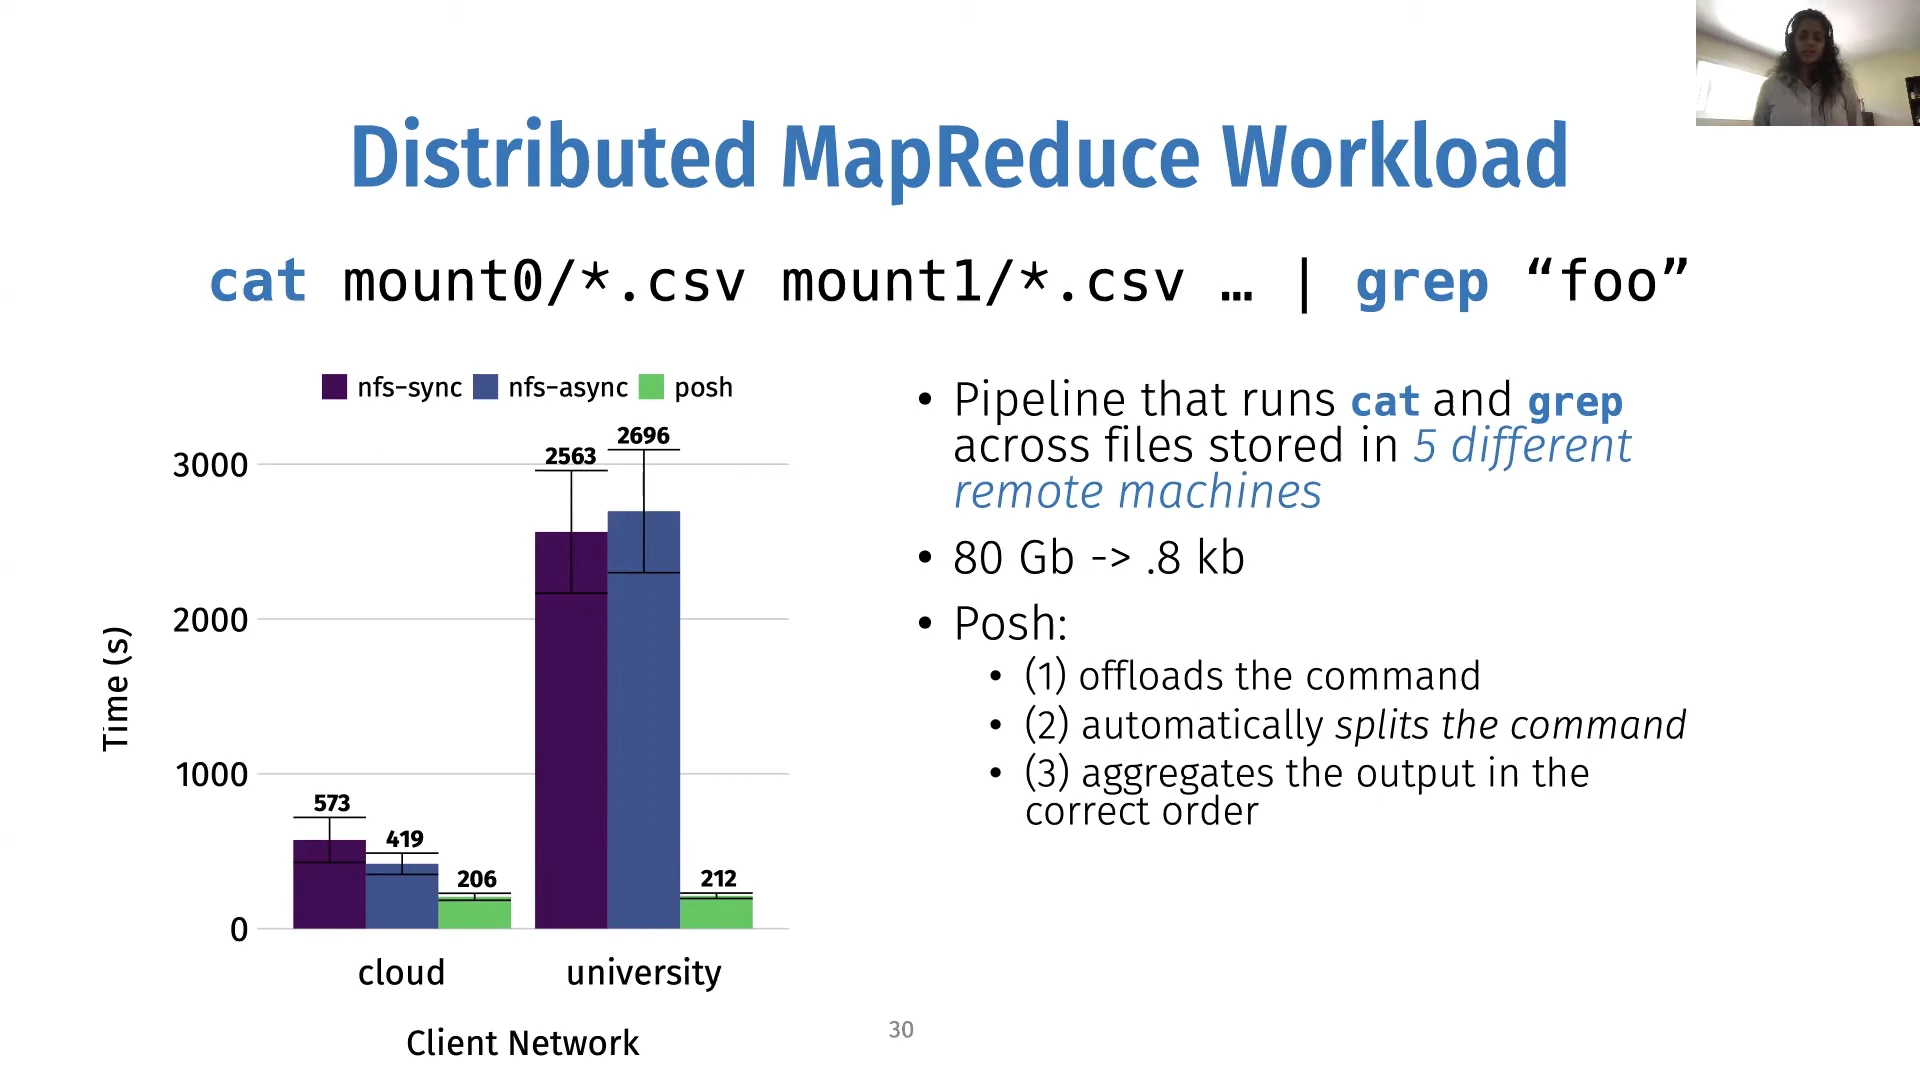 Distributed MapReduce Workload
cat mount0/*.csv mount1/*.csv … | grep “foo”
nfs-sync nfs-async posh
3000
2000
1000
0
Time (s)
573
419
206
2563
2696
212
cloud
university
Client Network
• Pipeline that runs cat and grep
across files stored in 5 different
remote machines
• 80 Gb -> .8 kb
• Posh:
• (1) offloads the command
• (2) automatically splits the command
• (3) aggregates the output in the
correct order
30